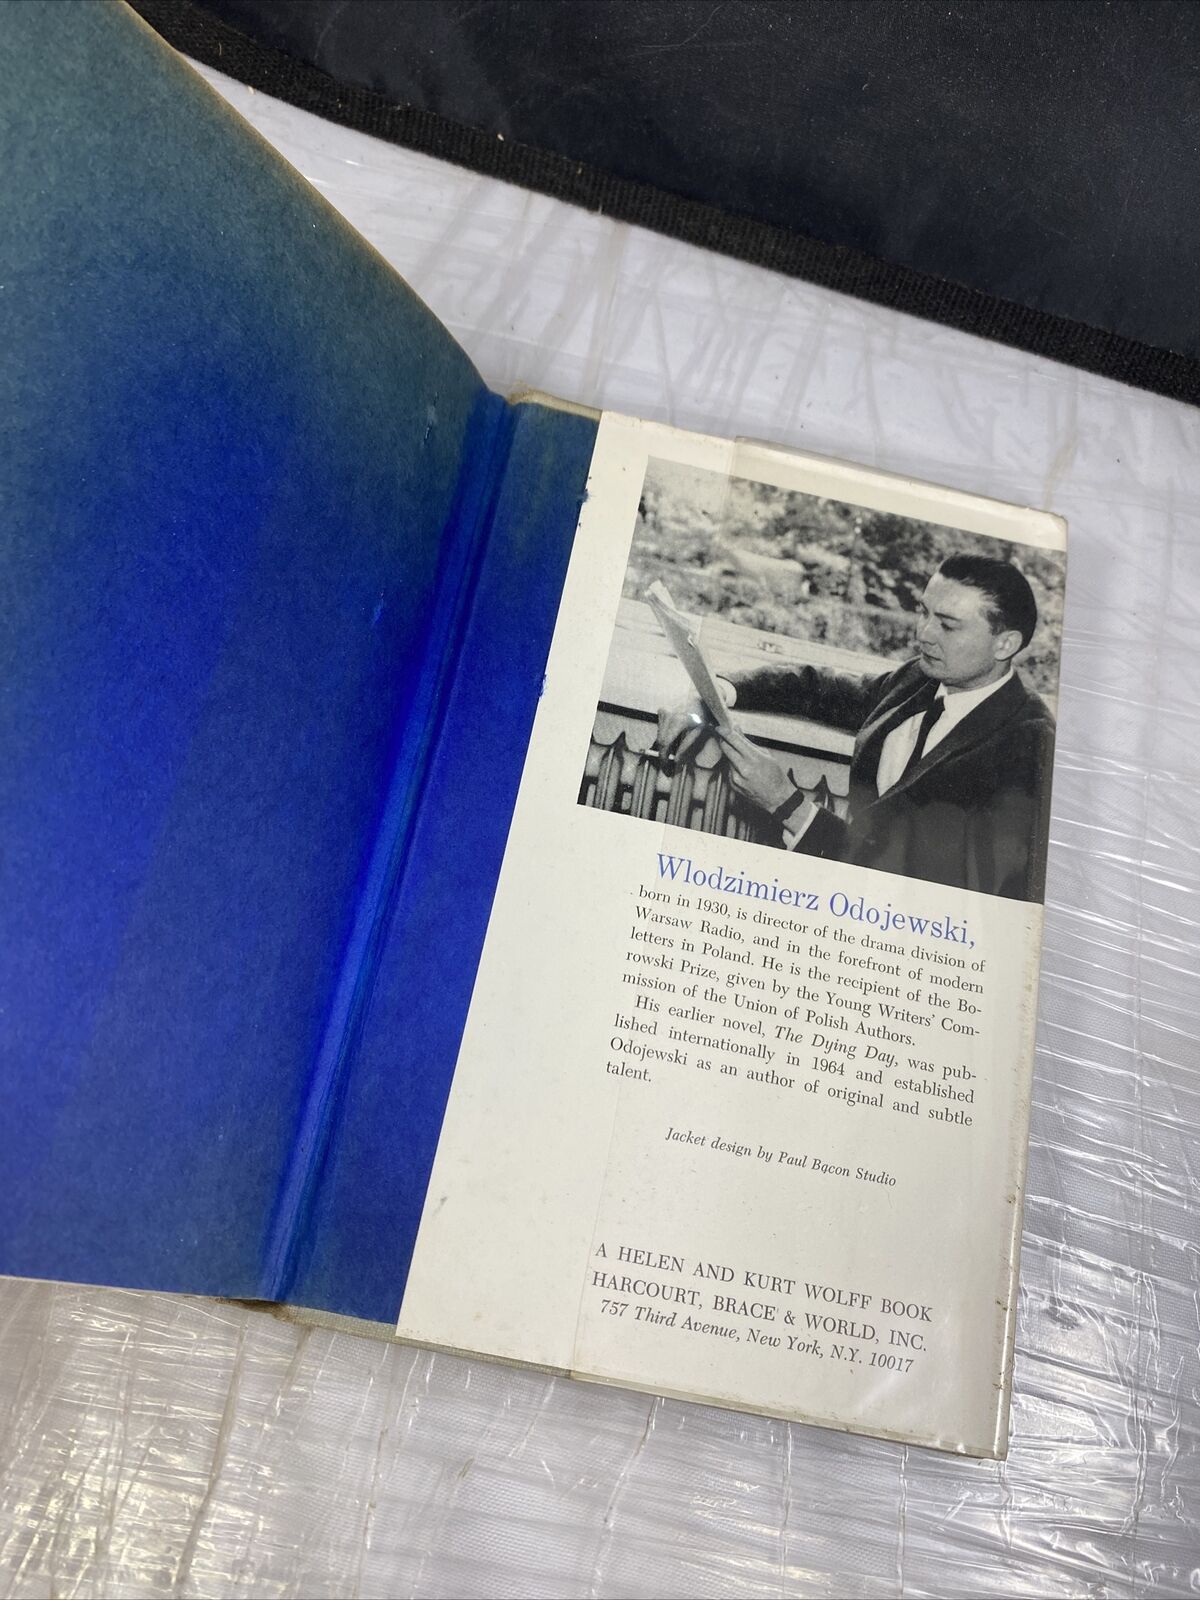 Wlodzimierz Odojewski,
born in 1930, is director of the drama division of
Warsaw Radio, and in the forefront of modern
letters in Poland. He is the recipient of the Bo-
rowski Prize, given by the Young Writers' Com-
mission of the Union of Polish Authors.
His earlier novel, The Dying Day, was pub-
lished internationally in 1964 and established
Odojewski as an author of original and subtle
talent.
Jacket design by Paul Bacon Studio
A HELEN AND KURT WOLFF BOOK
HARCOURT, BRACE & WORLD, INC.
757 Third Avenue, New York, N.Y. 10017